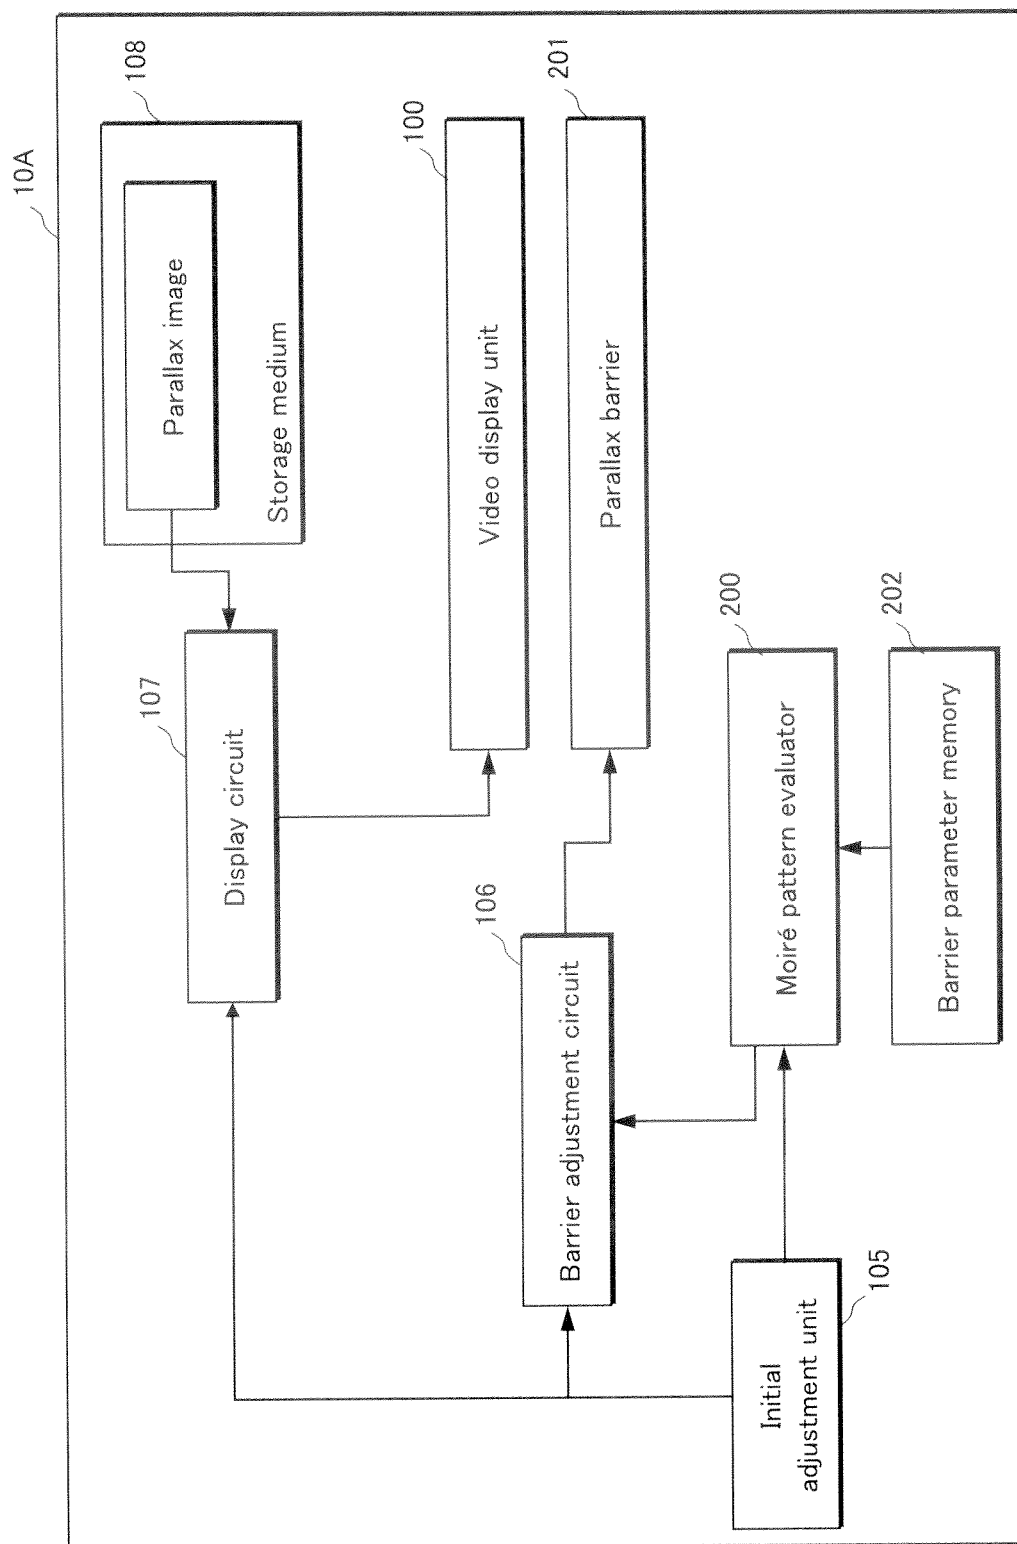 10A
108
Parallax image
Storage medium
107
Display circuit
100
Video display unit
201
Parallax barrier
106
Barrier adjustment circuit
200
Moiré pattern evaluator
202
Barrier parameter memory
105
Initial
adjustment unit